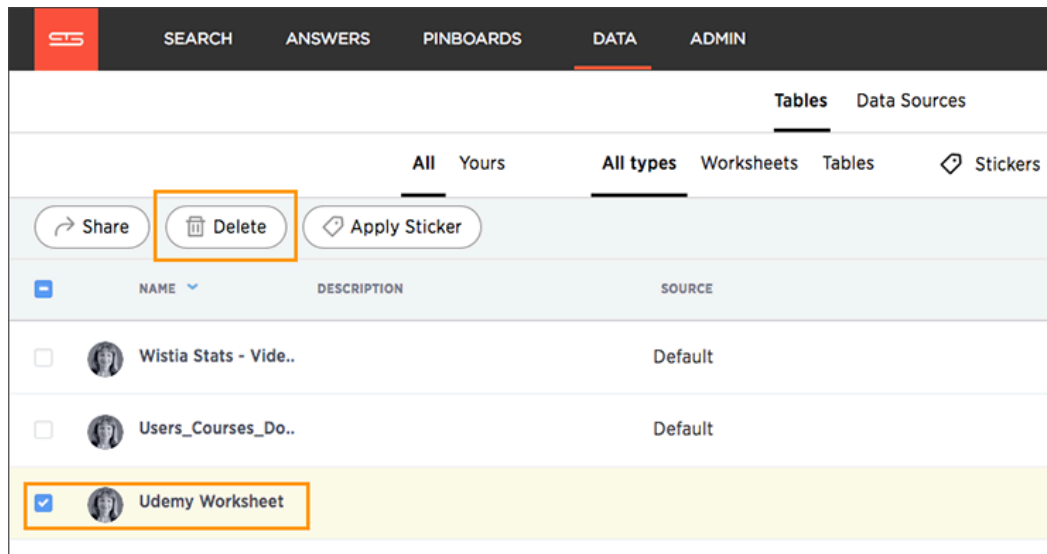 SEARCH ANSWERS PINBOARDS DATA ADMIN
Tables Data Sources
All Yours All types Worksheets Tables Stickers
Share Delete Apply Sticker
NAME DESCRIPTION SOURCE
Wistia Stats - Vide.. Default
Users_Courses_Do.. Default
Udemy Worksheet